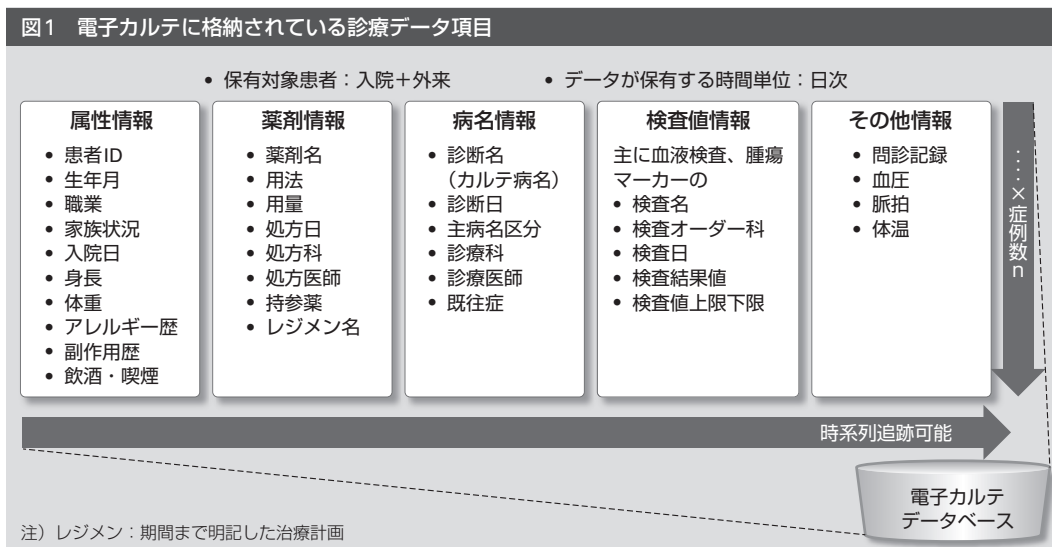 図1 電子カルテに格納されている診療データ項目
• 保有対象患者：入院＋外来
• データが保有する時間単位：日次
属性情報
• 患者ID
• 生年月
• 職業
• 家族状況
• 入院日
• 身長
• 体重
• アレルギー歴
• 副作用歴
• 飲酒・喫煙
薬剤情報
• 薬剤名
• 用法
• 用量
• 処方日
• 処方科
• 処方医師
• 持参薬
• レジメン名
病名情報
• 診断名
（カルテ病名）
• 診断日
• 主病名区分
• 診療科
• 診療医師
• 既往症
検査値情報
主に血液検査、腫瘍
マーカーの
• 検査名
• 検査オーダー科
• 検査日
• 検査結果値
• 検査値上限下限
その他情報
• 問診記録
• 血圧
• 脈拍
• 体温
……×症例数n
時系列追跡可能
電子カルテ
データベース
注）レジメン：期間まで明記した治療計画